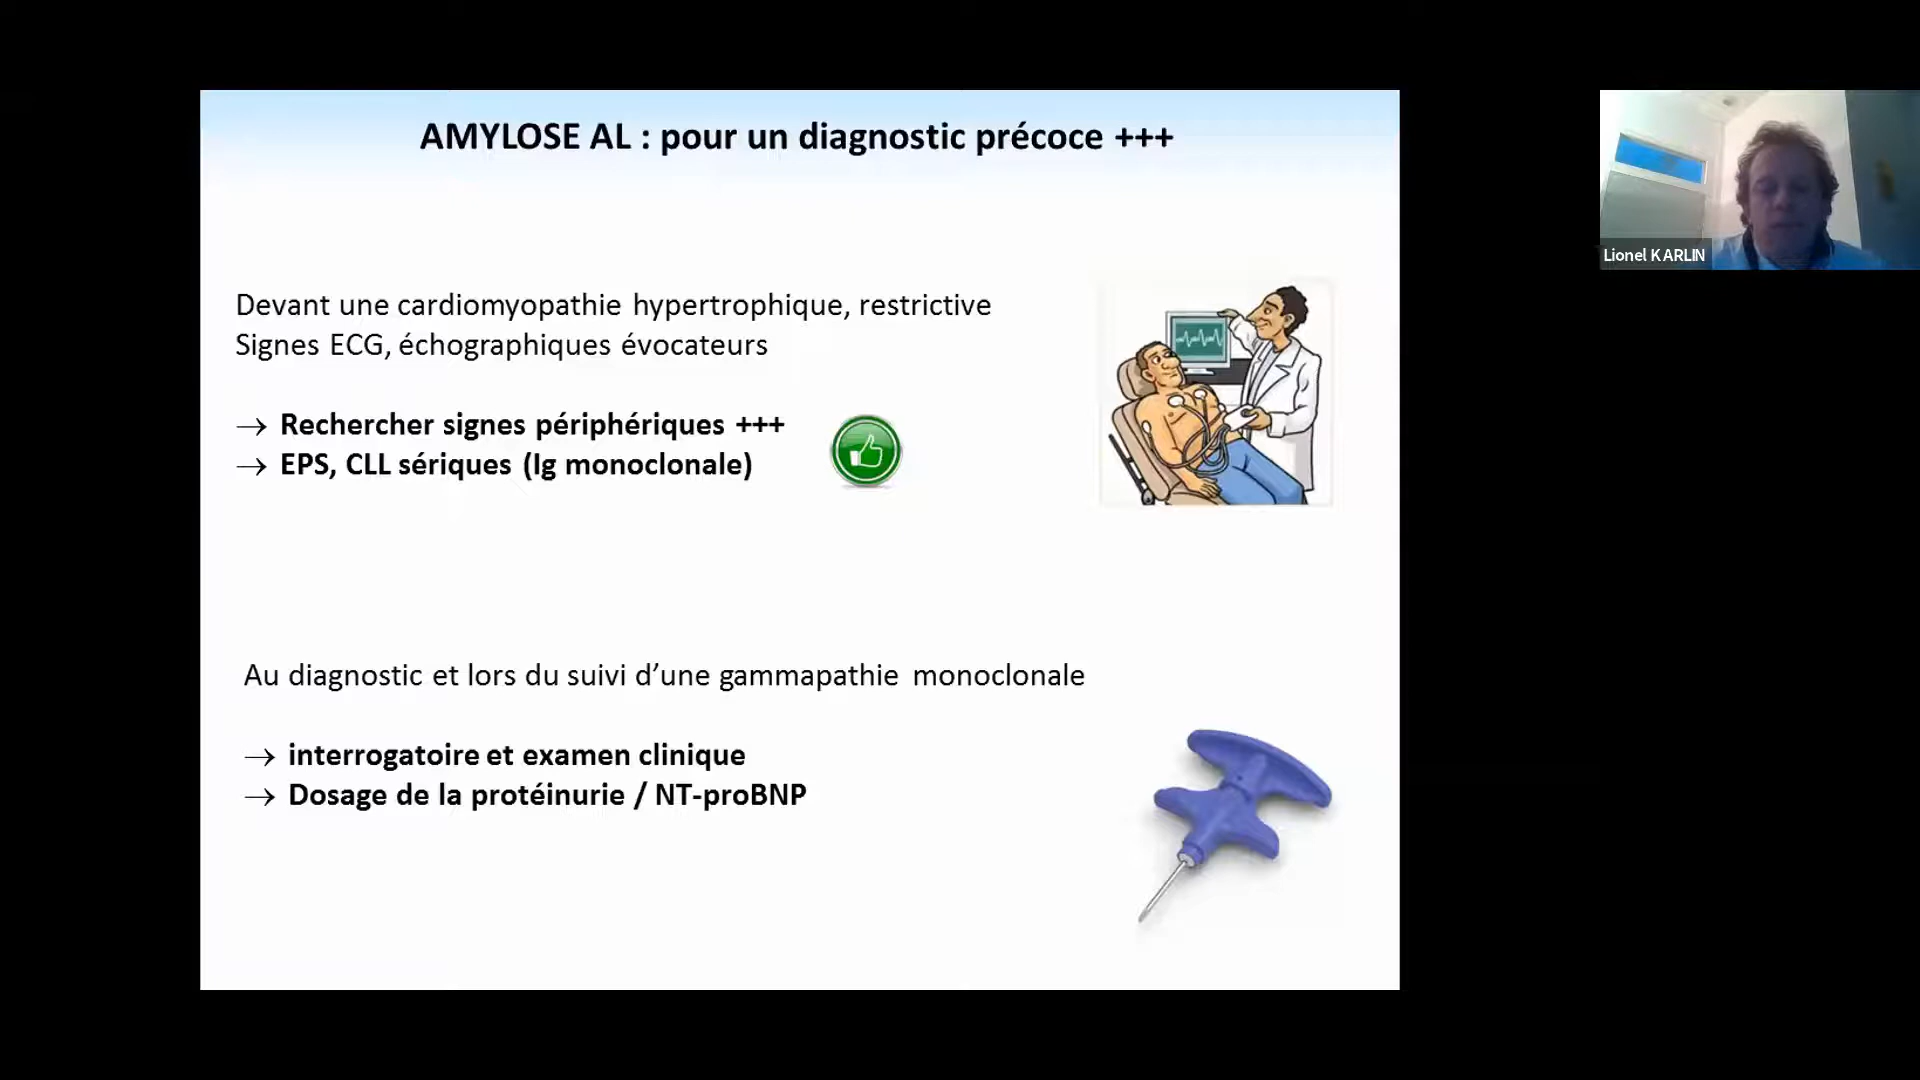 AMYLOSE AL : pour un diagnostic précoce +++
Lionel KARLIN
Devant une cardiomyopathie hypertrophique, restrictive
Signes ECG, échographiques évocateurs
→ Rechercher signes périphériques +++
→ EPS, CLL sériques (Ig monoclonale)
Au diagnostic et lors du suivi d’une gammapathie monoclonale
→ interrogatoire et examen clinique
→ Dosage de la protéinurie / NT-proBNP